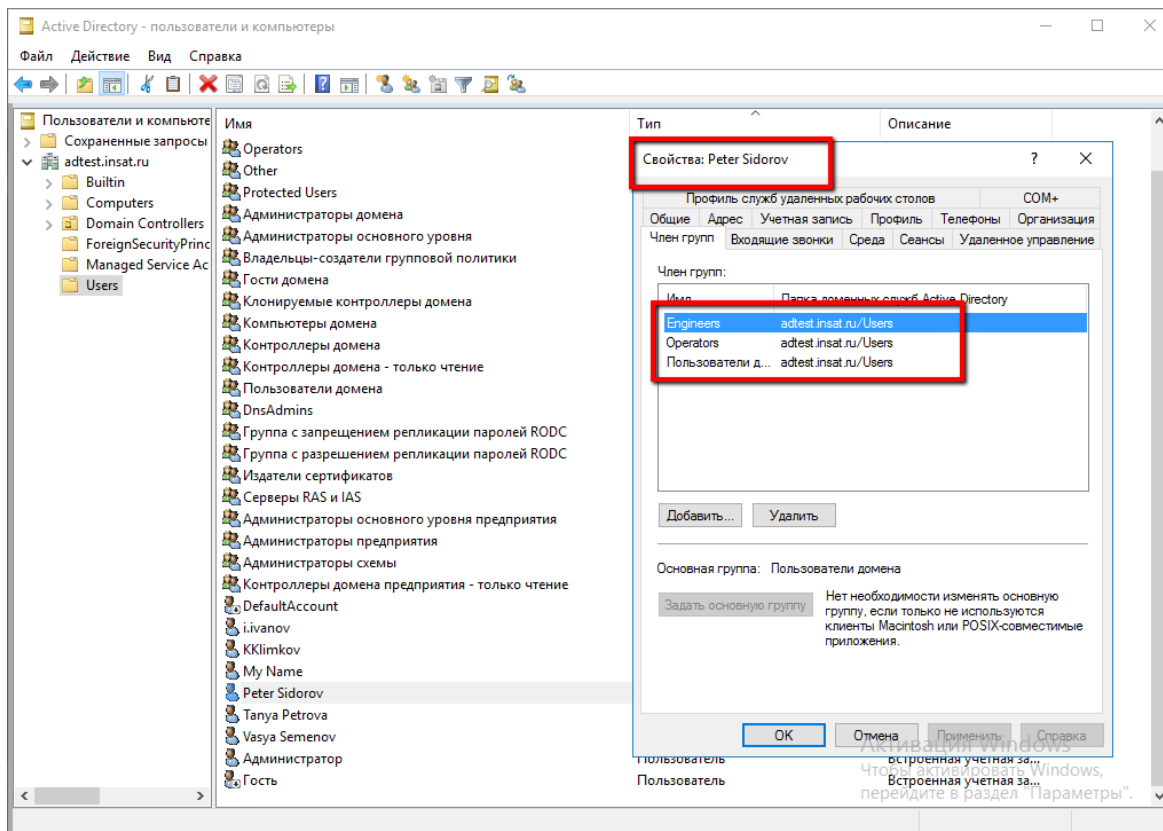 Active Directory - пользователи и компьютеры
Файл Действие Вид Справка
Пользователи и компьюте
Сохраненные запросы
adtest.insat.ru
Builtin
Computers
Domain Controllers
ForeignSecurityPrinc
Managed Service Ac
Users
Имя Тип Описание
Operators
Other
Protected Users
Администраторы домена
Администраторы основного уровня
Владельцы-создатели групповой политики
Гости домена
Клонируемые контроллеры домена
Компьютеры домена
Контроллеры домена
Контроллеры домена - только чтение
Пользователи домена
DnsAdmins
Группа с запрещением репликации паролей RODC
Группа с разрешением репликации паролей RODC
Издатели сертификатов
Серверы RAS и IAS
Администраторы основного уровня предприятия
Администраторы предприятия
Администраторы схемы
Контроллеры домена предприятия - только чтение
DefaultAccount
i.ivanov
KKlimkov
My Name
Peter Sidorov
Tanya Petrova
Vasya Semenov
Администратор Пользователь Встроенная учетная за...
Гость Пользователь Встроенная учетная за...
Свойства: Peter Sidorov ?
Профиль служб удаленных рабочих столов COM+
Общие Адрес Учетная запись Профиль Телефоны Организация
Член групп Входящие звонки Среда Сеансы Удаленное управление
Член групп:
Имя Папка доменных служб Active Directory
Engineers adtest.insat.ru/Users
Operators adtest.insat.ru/Users
Пользователи д... adtest.insat.ru/Users
Добавить... Удалить
Основная группа: Пользователи домена
Задать основную группу
Нет необходимости изменять основную
группу, если только не используются
клиенты Macintosh или POSIX-совместимые
приложения.
OK Отмена Применить Справка
Активация Windows
Чтобы активировать Windows,
перейдите в раздел "Параметры".